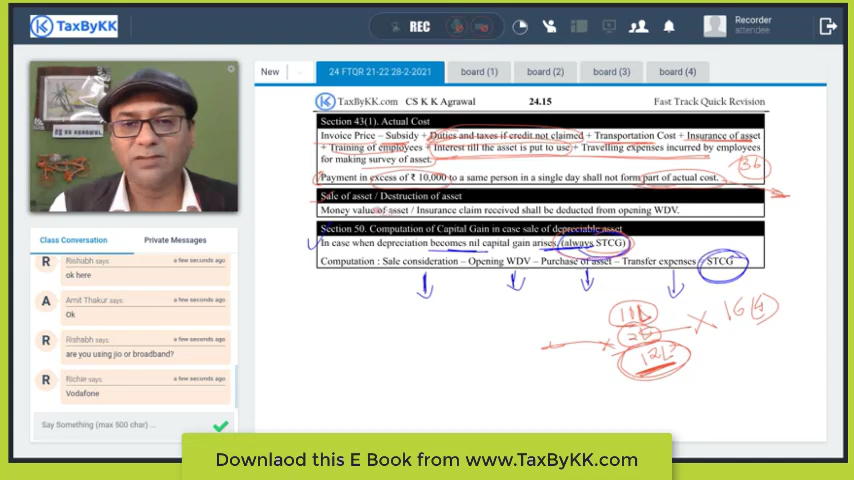 TaxByKK
REC
Recorder
attendee
New
24 FTQR 21-22 28-2-2021
board (1)
board (2)
board (3)
board (4)
TaxByKK.com CS K K Agrawal 24.15 Fast Track Quick Revision
Section 43(1). Actual Cost
Invoice Price – Subsidy + Duties and taxes if credit not claimed + Transportation Cost + Insurance of asset
+ Training of employees + Interest till the asset is put to use + Travelling expenses incurred by employees
for making survey of asset.
Payment in excess of ₹ 10,000 to a same person in a single day shall not form part of actual cost.
36
Sale of asset / Destruction of asset
Money value of asset / Insurance claim received shall be deducted from opening WDV.
Section 50. Computation of Capital Gain in case sale of depreciable asset
In case when depreciation becomes nil capital gain arises. (always STCG)
Computation : Sale consideration – Opening WDV – Purchase of asset – Transfer expenses = STCG
KK AGRAWAL
Class Conversation
Private Messages
R
Rishabh says: a few seconds ago
ok here
A
Amit Thakur says: a few seconds ago
Ok
R
Rishabh says: a few seconds ago
are you using jio or broadband?
R
Richie says: a few seconds ago
Vodafone
Say Something (max 500 char) ...
Downlaod this E Book from www.TaxByKK.com